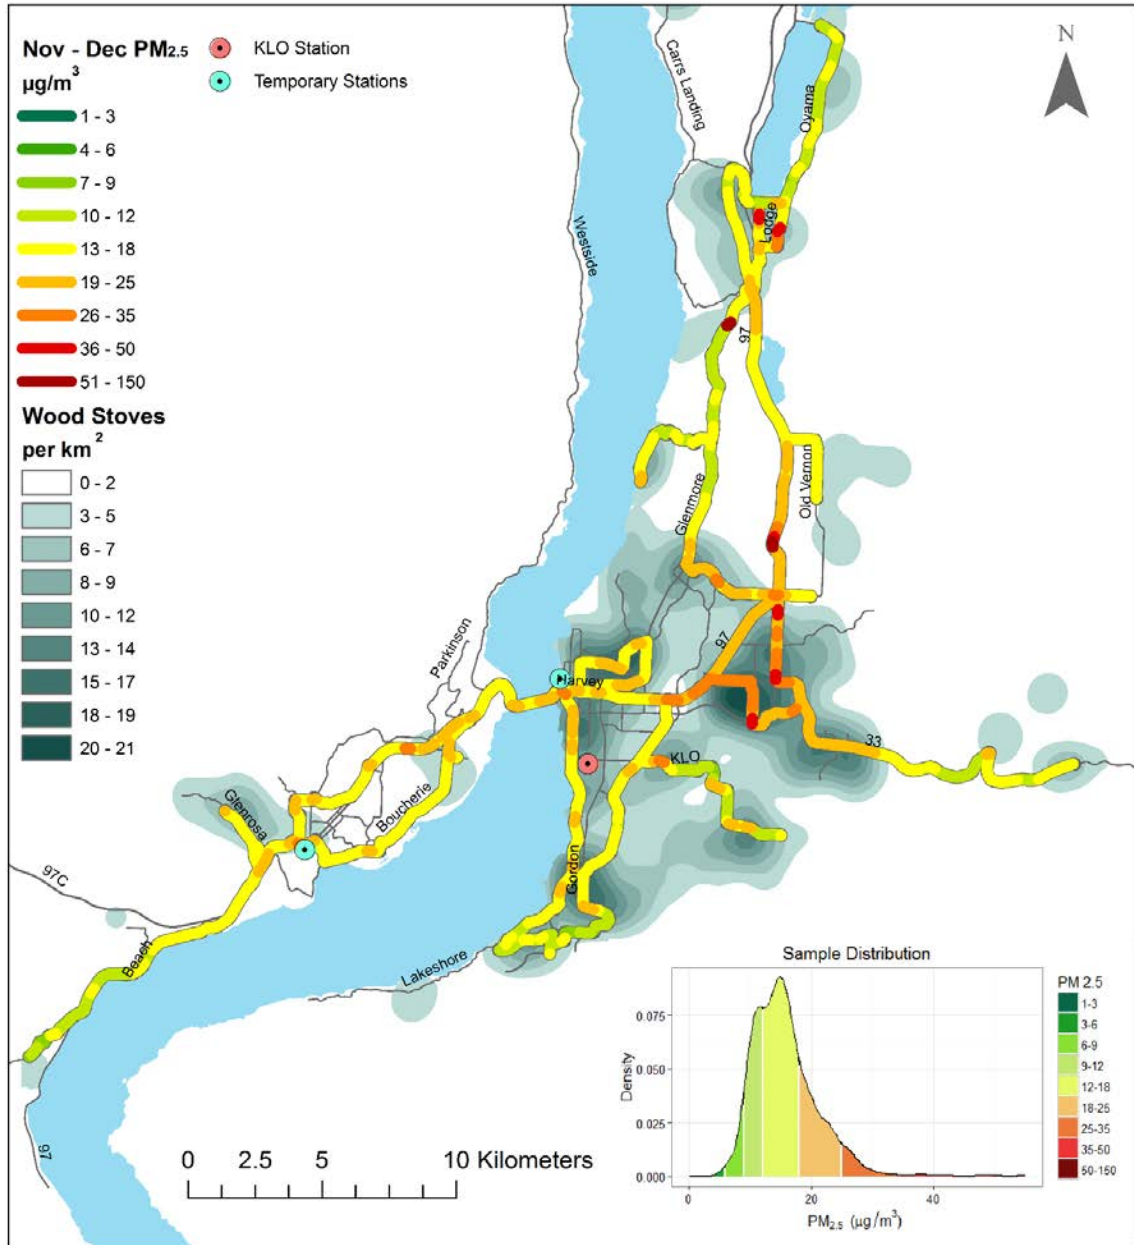 Nov - Dec PM2.5
µg/m³
1 - 3
4 - 6
7 - 9
10 - 12
13 - 18
19 - 25
26 - 35
36 - 50
51 - 150
KLO Station
Temporary Stations
Wood Stoves
per km²
0 - 2
3 - 5
6 - 7
8 - 9
10 - 12
13 - 14
15 - 17
18 - 19
20 - 21
N
Carrs Landing
Oyama
Westside
Lodge
97
Old Vernon
Glenmore
Parkinson
97
Harvey
33
KLO
Boucherie
Glenrosa
Gordon
97C
Beach
Lakeshore
97
0 2.5 5 10 Kilometers
Sample Distribution
Density
0.075
0.050
0.025
0.000
0 20 40
PM2.5 (µg/m³)
PM 2.5
1-3
3-6
6-9
9-12
12-18
18-25
25-35
35-50
50-150